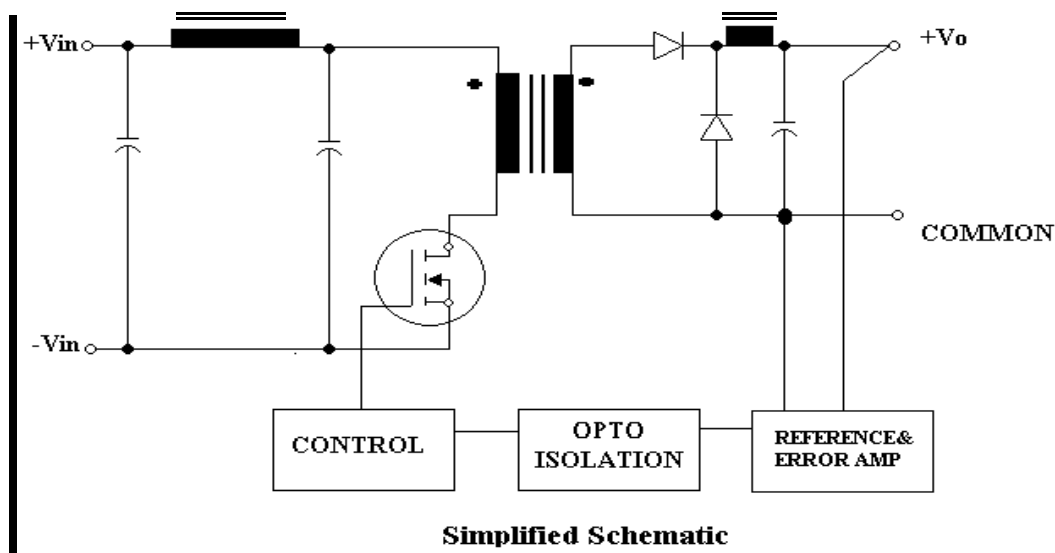 +Vin
+Vo
COMMON
-Vin
CONTROL
OPTO
ISOLATION
REFERENCE&
ERROR AMP
Simplified Schematic